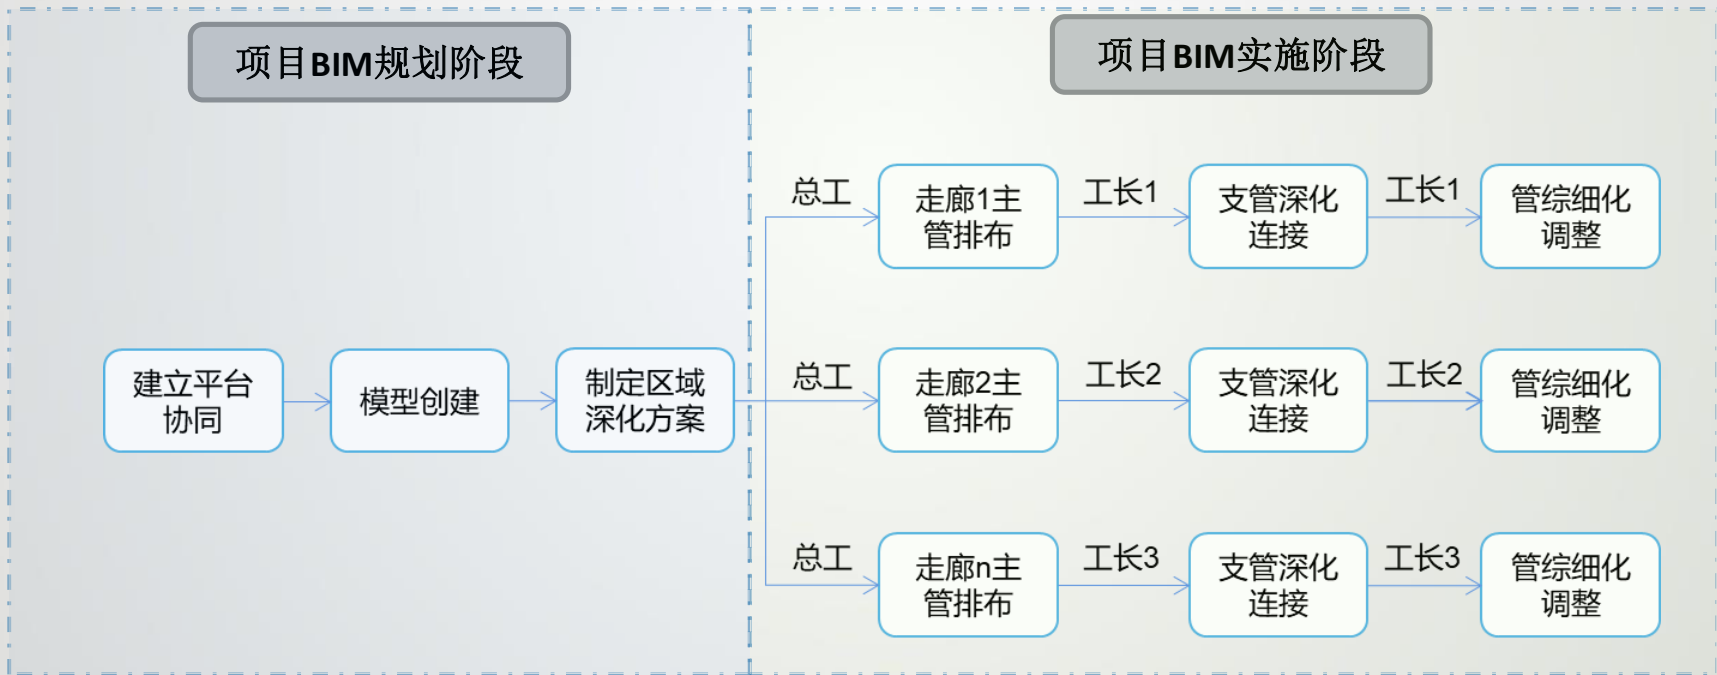 项目BIM规划阶段
项目BIM实施阶段
建立平台
协同
模型创建
制定区域
深化方案
总工
走廊1主
管排布
工长1
支管深化
连接
工长1
管综细化
调整
总工
走廊2主
管排布
工长2
支管深化
连接
工长2
管综细化
调整
总工
走廊n主
管排布
工长3
支管深化
连接
工长3
管综细化
调整